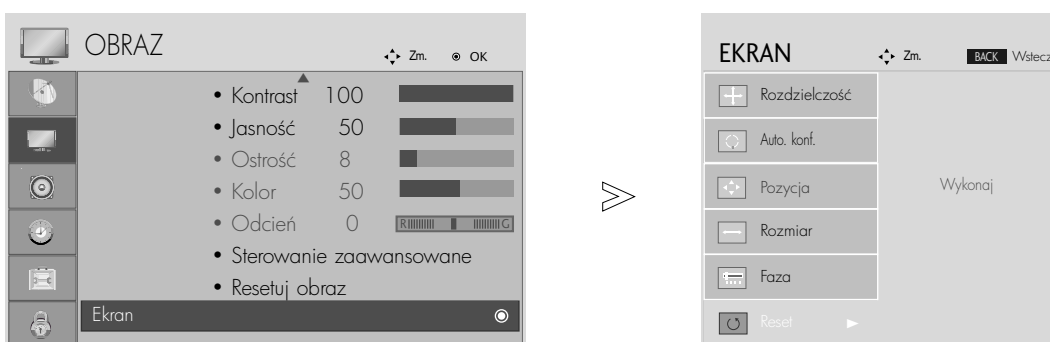 OBRAZ
Zm. OK
• Kontrast 100
• Jasność 50
• Ostrość 8
• Kolor 50
• Odcień 0 R G
• Sterowanie zaawansowane
• Resetuj obraz
Ekran
EKRAN
Zm. BACK Wstecz
Rozdzielczość
Auto. konf.
Pozycja
Wykonaj
Rozmiar
Faza
Reset